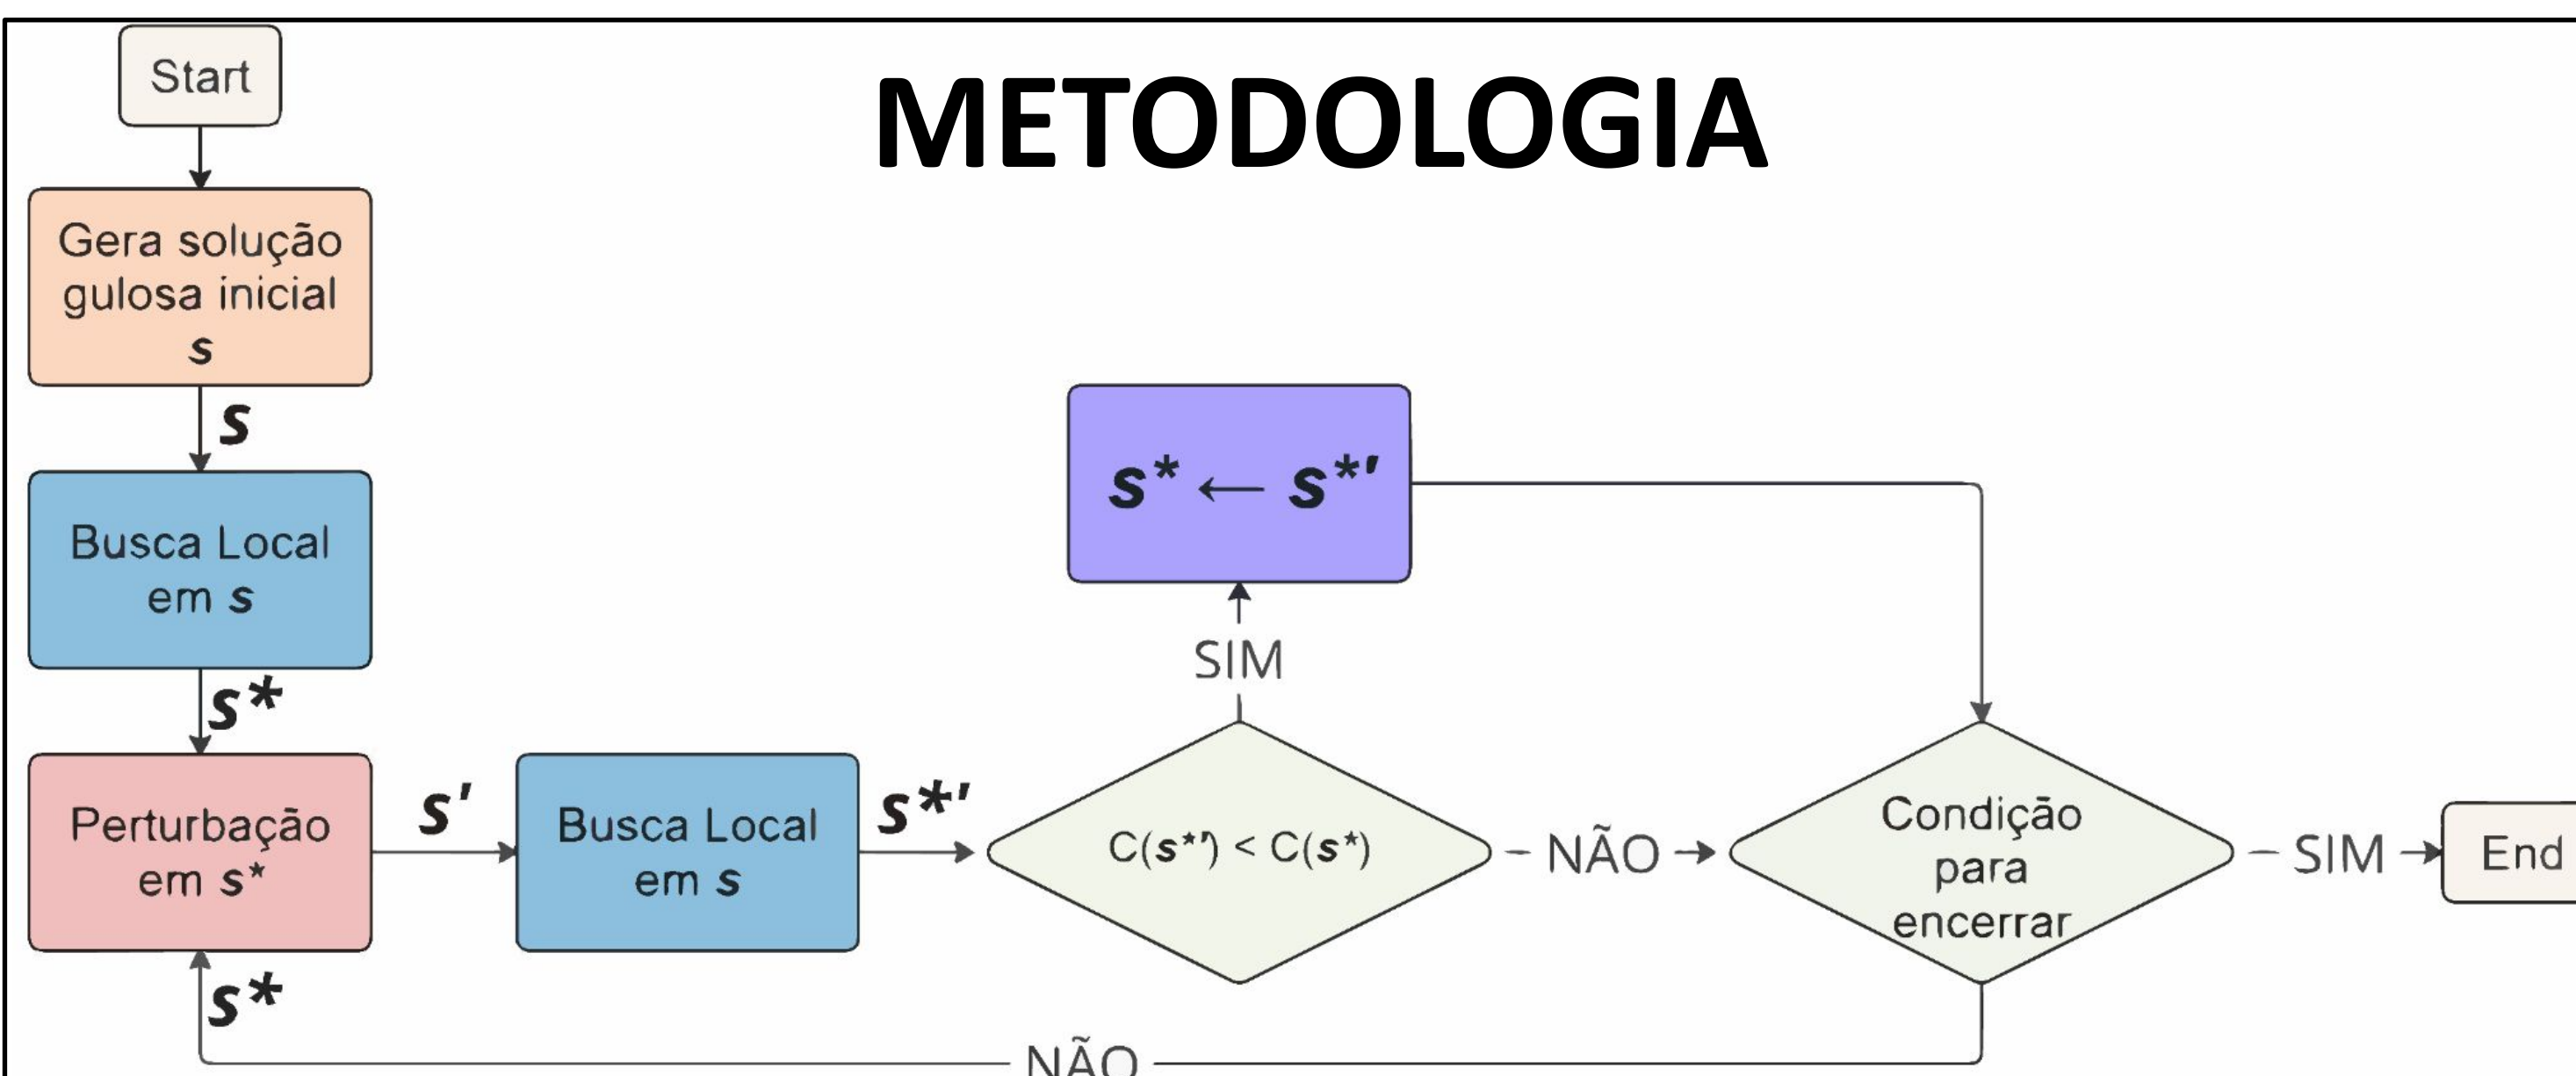 METODOLOGIA
Start
Gera solução
gulosa inicial
s
s
Busca Local
em s
s*
Perturbação
em s*
s'
Busca Local
em s
s*'
C(s*') < C(s*)
SIM
s* ← s*'
NÃO
Condição
para
encerrar
SIM
End
NÃO
s*